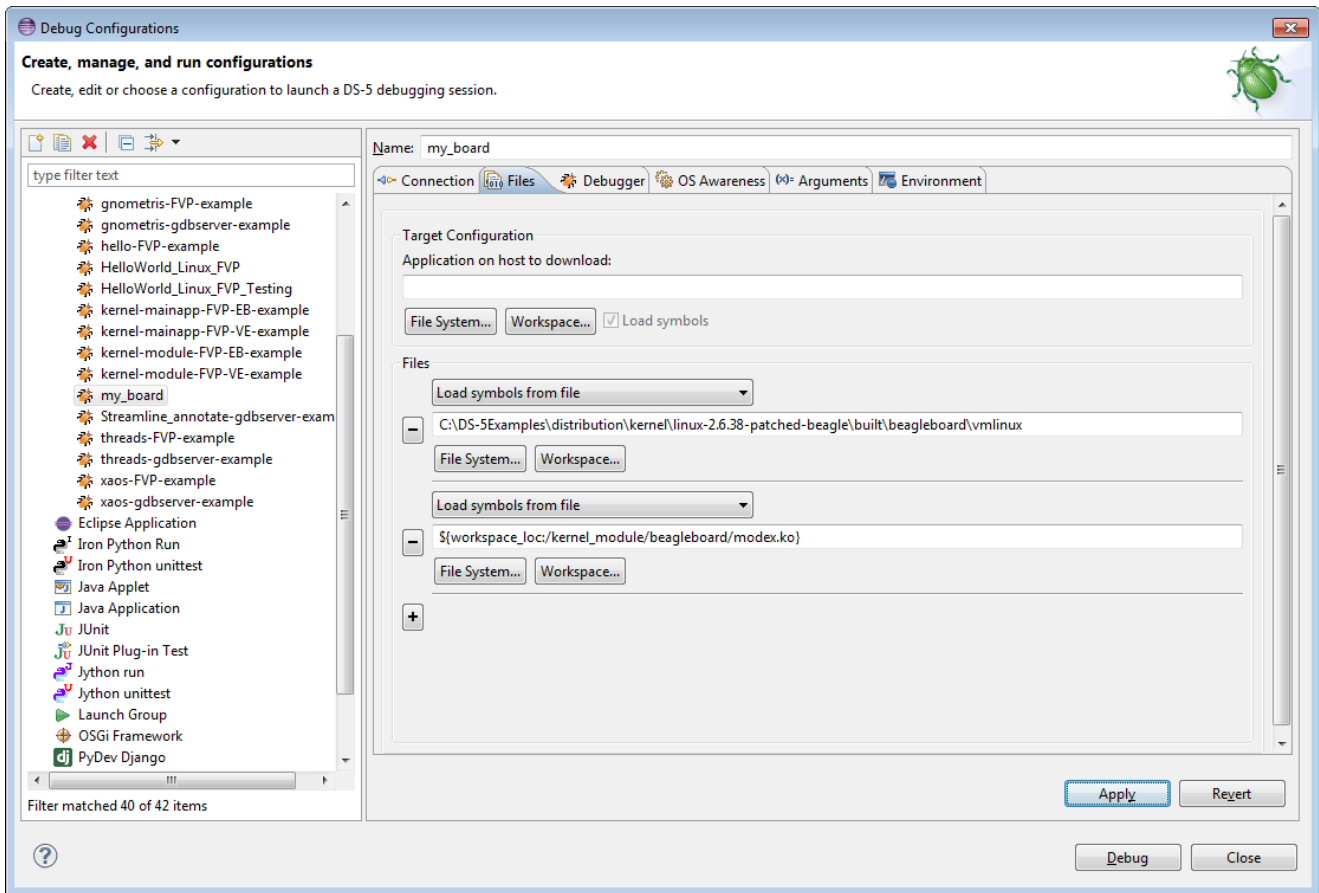 Debug Configurations
Create, manage, and run configurations
Create, edit or choose a configuration to launch a DS-5 debugging session.
type filter text
gnometris-FVP-example
gnometris-gdbserver-example
hello-FVP-example
HelloWorld_Linux_FVP
HelloWorld_Linux_FVP_Testing
kernel-mainapp-FVP-EB-example
kernel-mainapp-FVP-VE-example
kernel-module-FVP-EB-example
kernel-module-FVP-VE-example
my_board
Streamline_annotate-gdbserver-exam
threads-FVP-example
threads-gdbserver-example
xaos-FVP-example
xaos-gdbserver-example
Eclipse Application
Iron Python Run
Iron Python unittest
Java Applet
Java Application
JUnit
JUnit Plug-in Test
Jython run
Jython unittest
Launch Group
OSGi Framework
dj PyDev Django
Filter matched 40 of 42 items
Name: my_board
Connection Files Debugger OS Awareness (x)= Arguments Environment
Target Configuration
Application on host to download:
File System... Workspace... Load symbols
Files
Load symbols from file
C:\DS-5Examples\distribution\kernel\linux-2.6.38-patched-beagle\built\beagleboard\vmlinux
File System... Workspace...
Load symbols from file
${workspace_loc:/kernel_module/beagleboard/modex.ko}
File System... Workspace...
Apply Revert
Debug Close